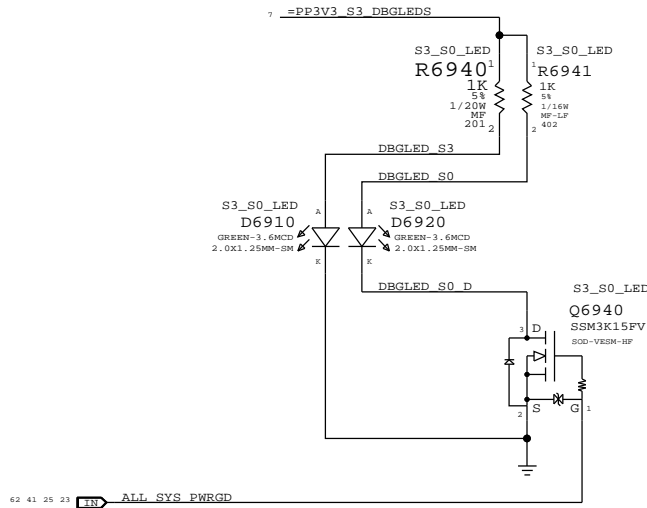 7 =PP3V3_S3_DBGLEDS
S3_S0_LED
R6940
1
1K
5%
1/20W
MF
201
2
S3_S0_LED
R6941
1
1K
5%
1/16W
MF-LF
402
2
DBGLED_S3
DBGLED_S0
S3_S0_LED
D6910
GREEN-3.6MCD
2.0X1.25MM-SM
A
K
S3_S0_LED
D6920
GREEN-3.6MCD
2.0X1.25MM-SM
A
K
DBGLED_S0_D
S3_S0_LED
Q6940
SSM3K15FV
SOD-VESM-HF
3 D
S G
2 1
62 41 25 23 IN ALL_SYS_PWRGD